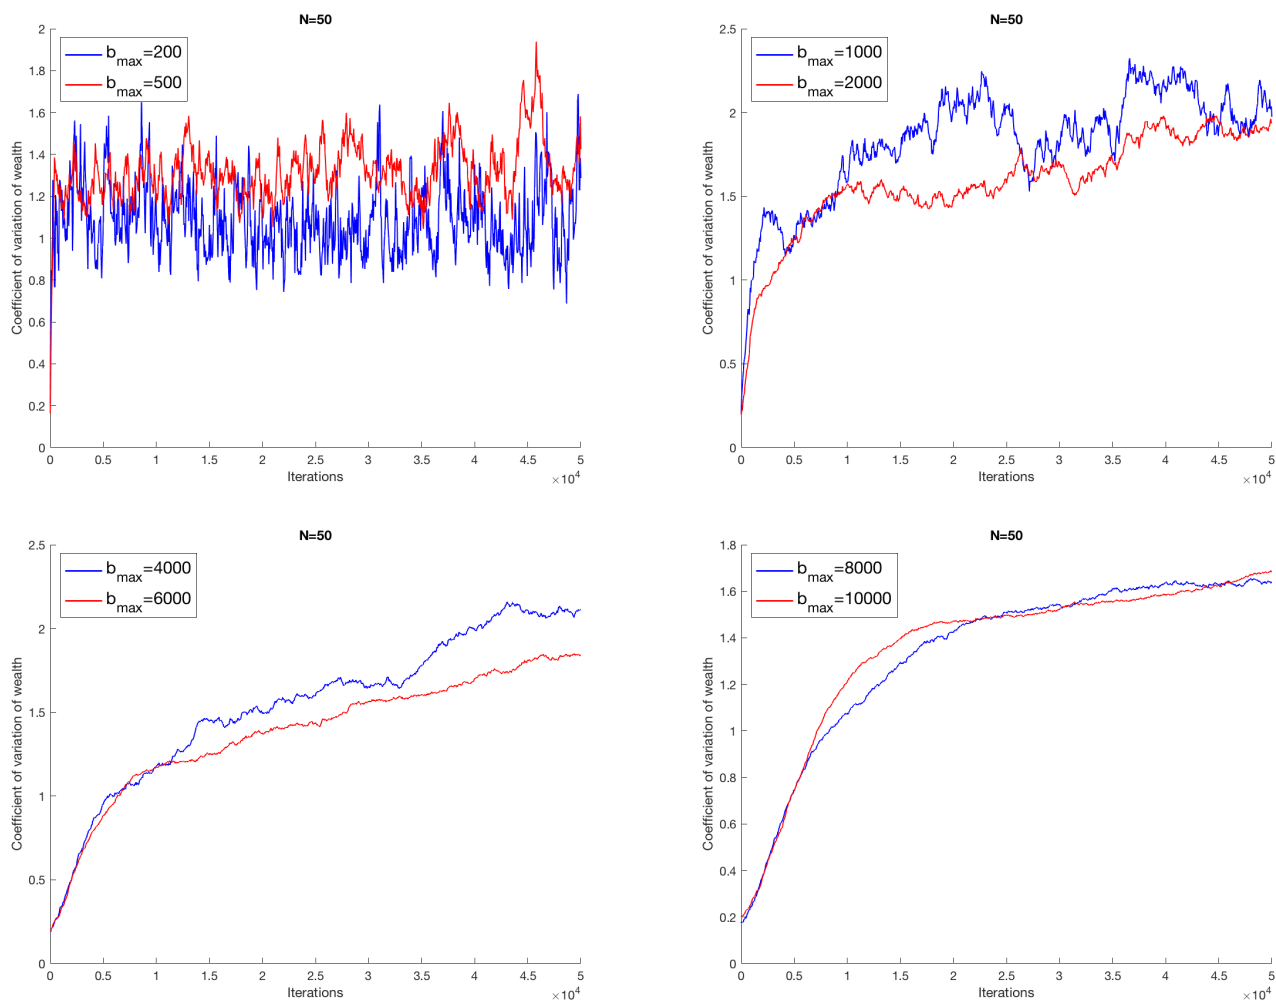 N=50
b_max=200
b_max=500
Coefficient of variation of wealth
2
1.8
1.6
1.4
1.2
1
0.8
0.6
0.4
0.2
0
0 0.5 1 1.5 2 2.5 3 3.5 4 4.5 5
Iterations
×10^4
N=50
b_max=1000
b_max=2000
Coefficient of variation of wealth
2.5
2
1.5
1
0.5
0
0 0.5 1 1.5 2 2.5 3 3.5 4 4.5 5
Iterations
×10^4
N=50
b_max=4000
b_max=6000
Coefficient of variation of wealth
2.5
2
1.5
1
0.5
0
0 0.5 1 1.5 2 2.5 3 3.5 4 4.5 5
Iterations
×10^4
N=50
b_max=8000
b_max=10000
Coefficient of variation of wealth
1.8
1.6
1.4
1.2
1
0.8
0.6
0.4
0.2
0
0 0.5 1 1.5 2 2.5 3 3.5 4 4.5 5
Iterations
×10^4